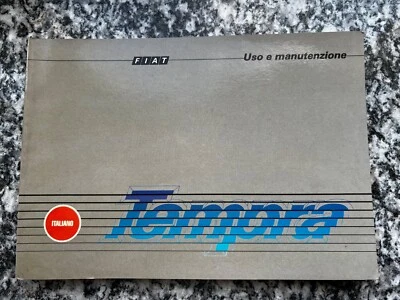 FIAT
Uso e manutenzione
ITALIANO
Tempra